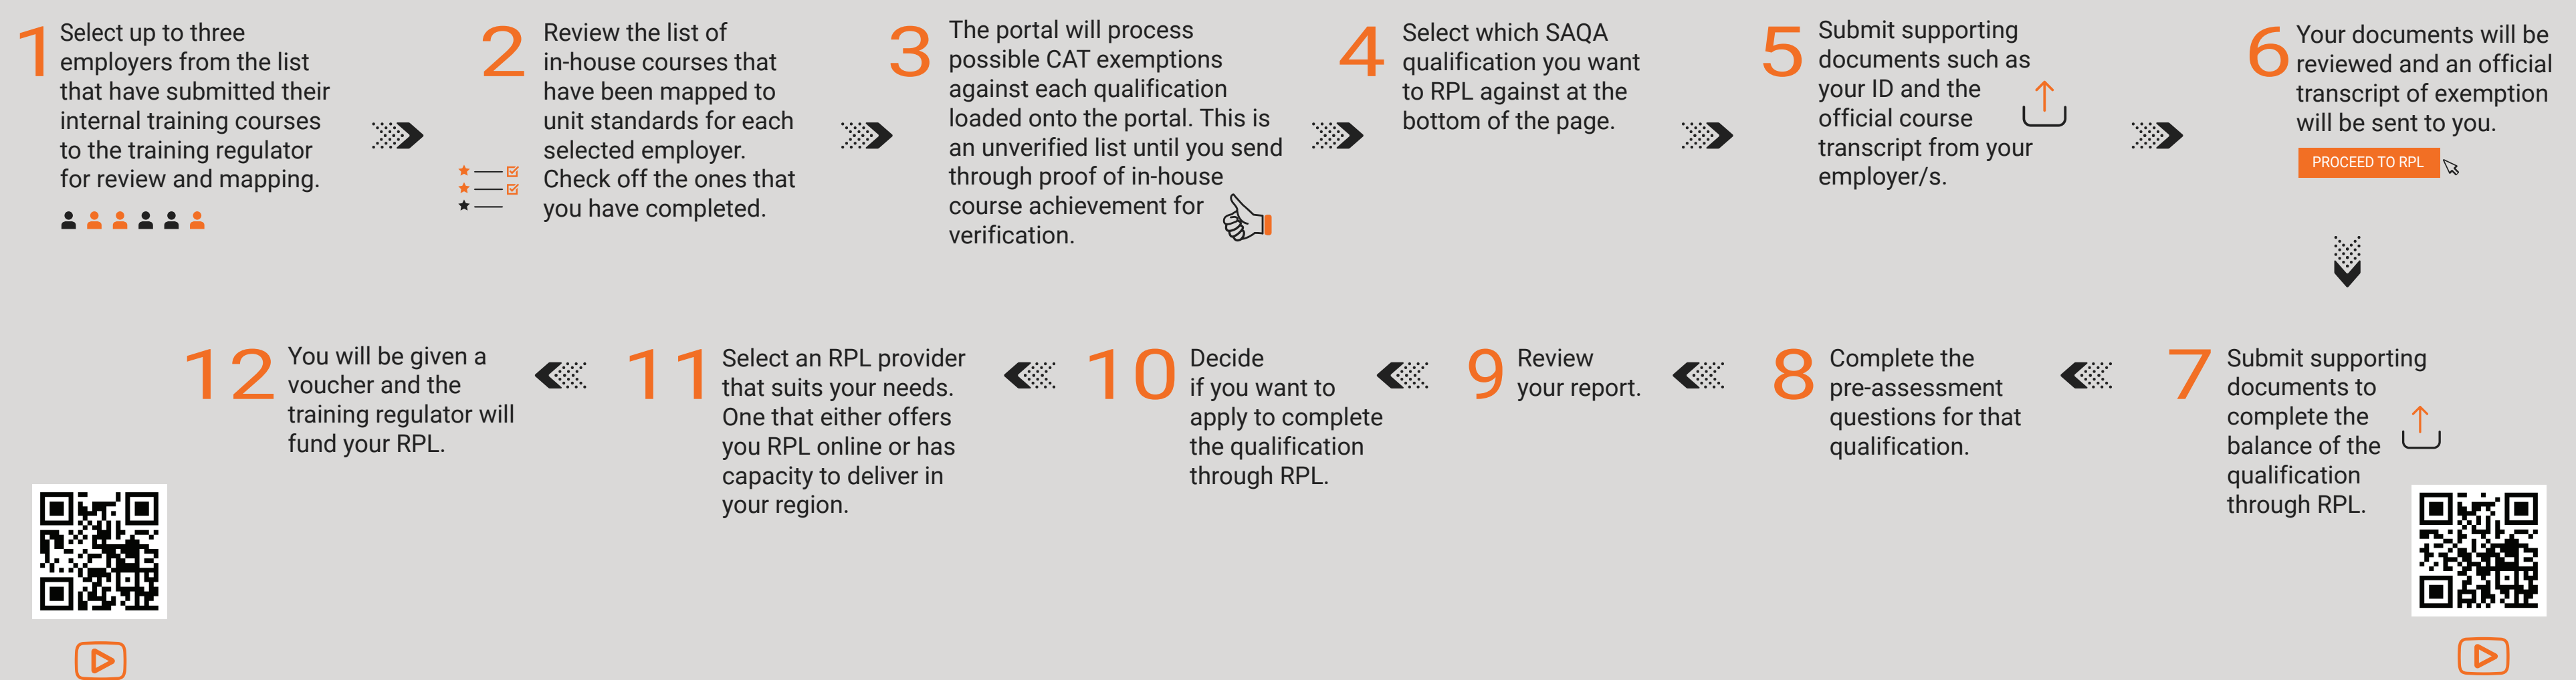 1
Select up to three
employers from the list
that have submitted their
internal training courses
to the training regulator
for review and mapping.
2
Review the list of
in-house courses that
have been mapped to
unit standards for each
selected employer.
Check off the ones that
you have completed.
3
The portal will process
possible CAT exemptions
against each qualification
loaded onto the portal. This is
an unverified list until you send
through proof of in-house
course achievement for
verification.
4
Select which SAQA
qualification you want
to RPL against at the
bottom of the page.
5
Submit supporting
documents such as
your ID and the
official course
transcript from your
employer/s.
6
Your documents will be
reviewed and an official
transcript of exemption
will be sent to you.
PROCEED TO RPL
7
Submit supporting
documents to
complete the
balance of the
qualification
through RPL.
8
Complete the
pre-assessment
questions for that
qualification.
9
Review
your report.
10
Decide
if you want to
apply to complete
the qualification
through RPL.
11
Select an RPL provider
that suits your needs.
One that either offers
you RPL online or has
capacity to deliver in
your region.
12
You will be given a
voucher and the
training regulator will
fund your RPL.